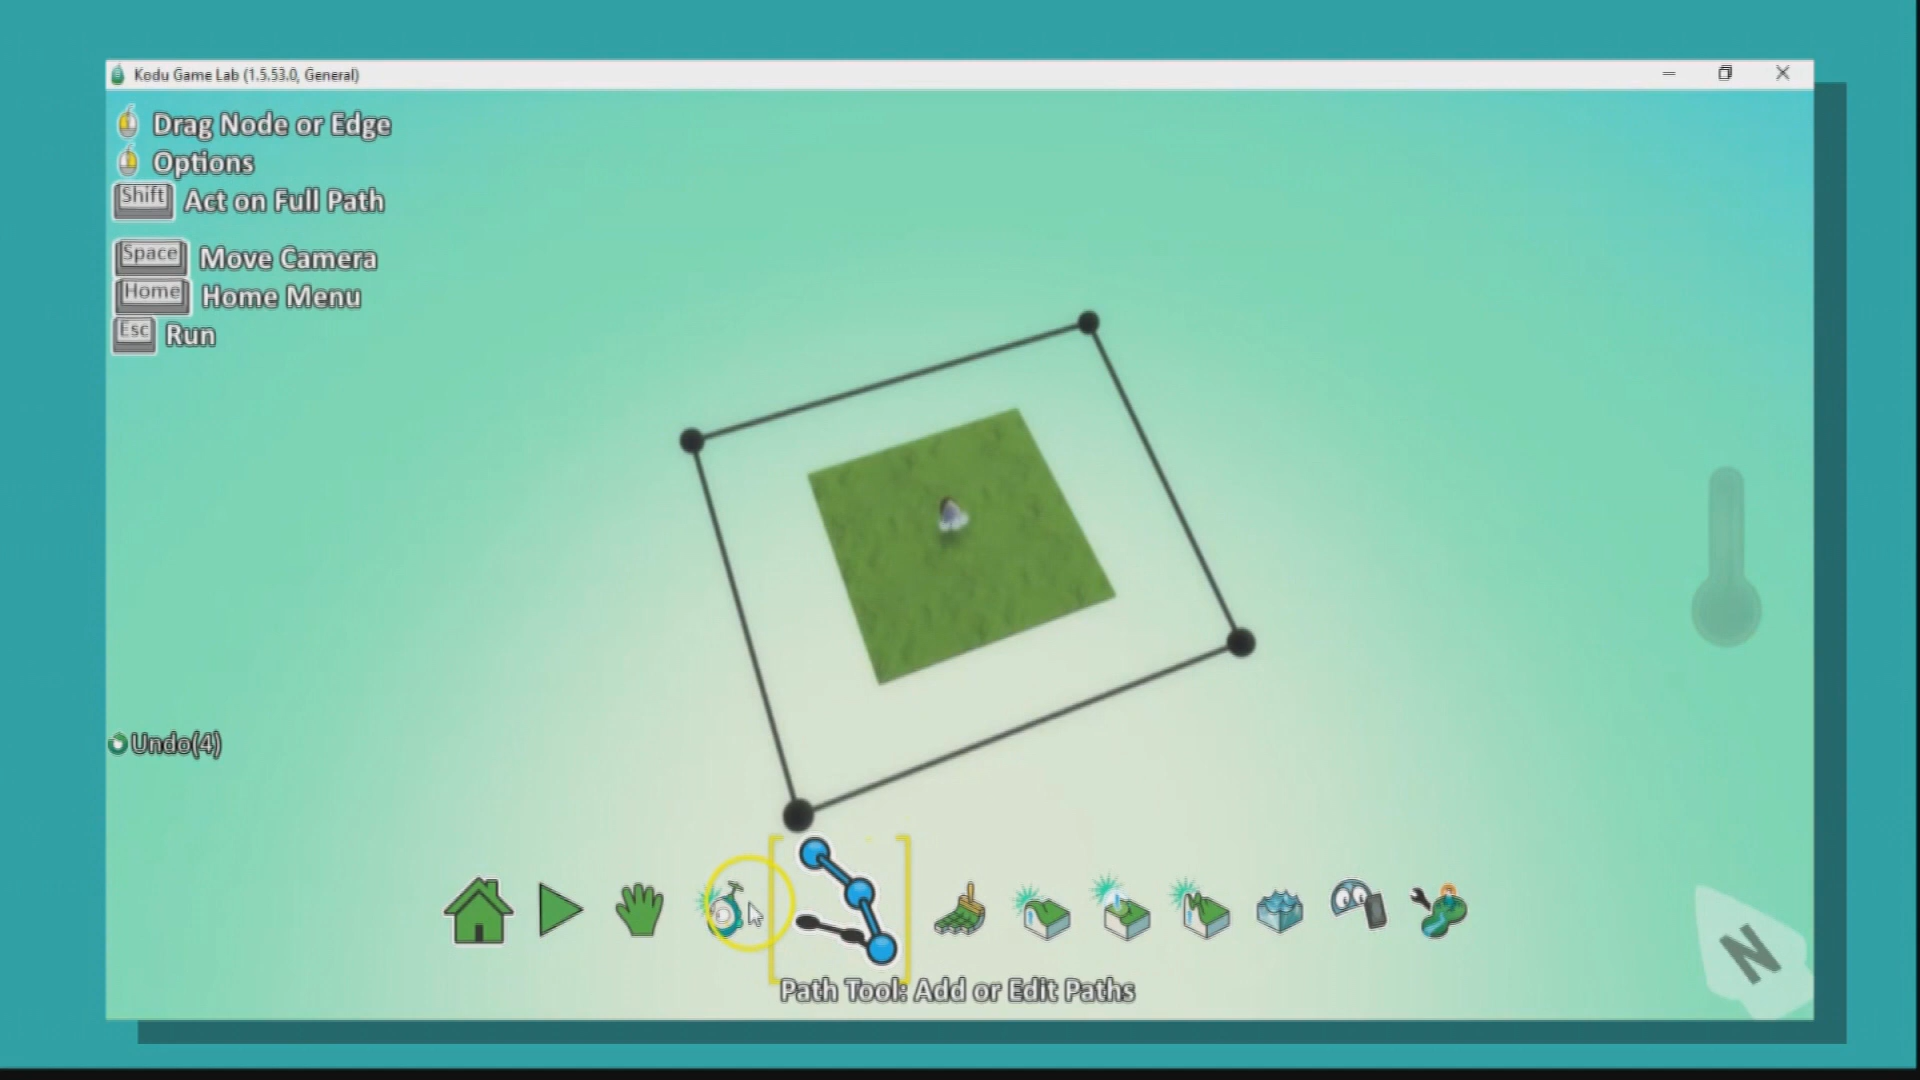 Kodu Game Lab (1.5.53.0, General)
Drag Node or Edge
Options
Shift Act on Full Path
Space Move Camera
Home Home Menu
Esc Run
Undo(4)
N
Path Tool: Add or Edit Paths